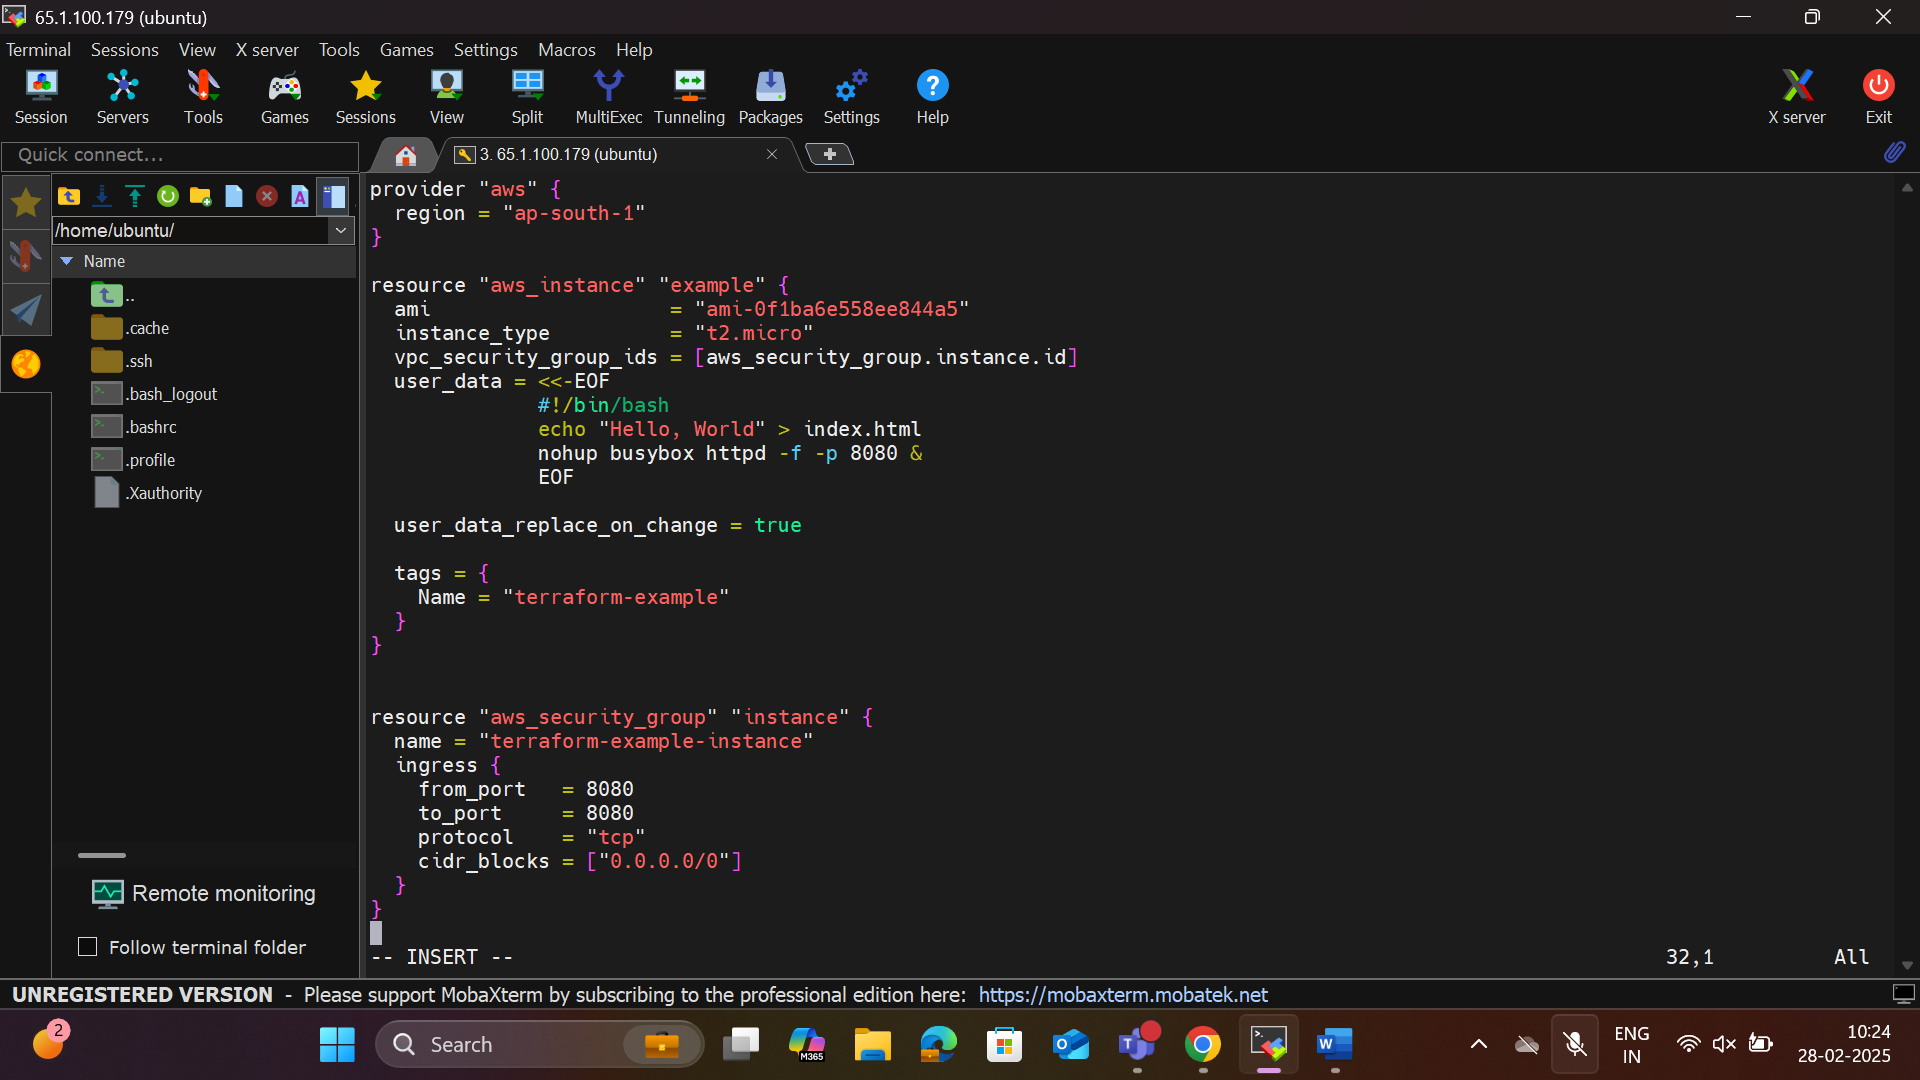 65.1.100.179 (ubuntu)
Terminal Sessions View X server Tools Games Settings Macros Help
Session Servers Tools Games Sessions View Split MultiExec Tunneling Packages Settings Help X server Exit
Quick connect...
3. 65.1.100.179 (ubuntu)
/home/ubuntu/
Name
..
.cache
.ssh
.bash_logout
.bashrc
.profile
.Xauthority
Remote monitoring
Follow terminal folder
provider "aws" {
  region = "ap-south-1"
}

resource "aws_instance" "example" {
  ami                    = "ami-0f1ba6e558ee844a5"
  instance_type          = "t2.micro"
  vpc_security_group_ids = [aws_security_group.instance.id]
  user_data = <<-EOF
              #!/bin/bash
              echo "Hello, World" > index.html
              nohup busybox httpd -f -p 8080 &
              EOF

  user_data_replace_on_change = true

  tags = {
    Name = "terraform-example"
  }
}

resource "aws_security_group" "instance" {
  name = "terraform-example-instance"
  ingress {
    from_port   = 8080
    to_port     = 8080
    protocol    = "tcp"
    cidr_blocks = ["0.0.0.0/0"]
  }
}
-- INSERT -- 32,1 All
UNREGISTERED VERSION - Please support MobaXterm by subscribing to the professional edition here: https://mobaxterm.mobatek.net
2
Search
M365
ENG
IN
10:24
28-02-2025